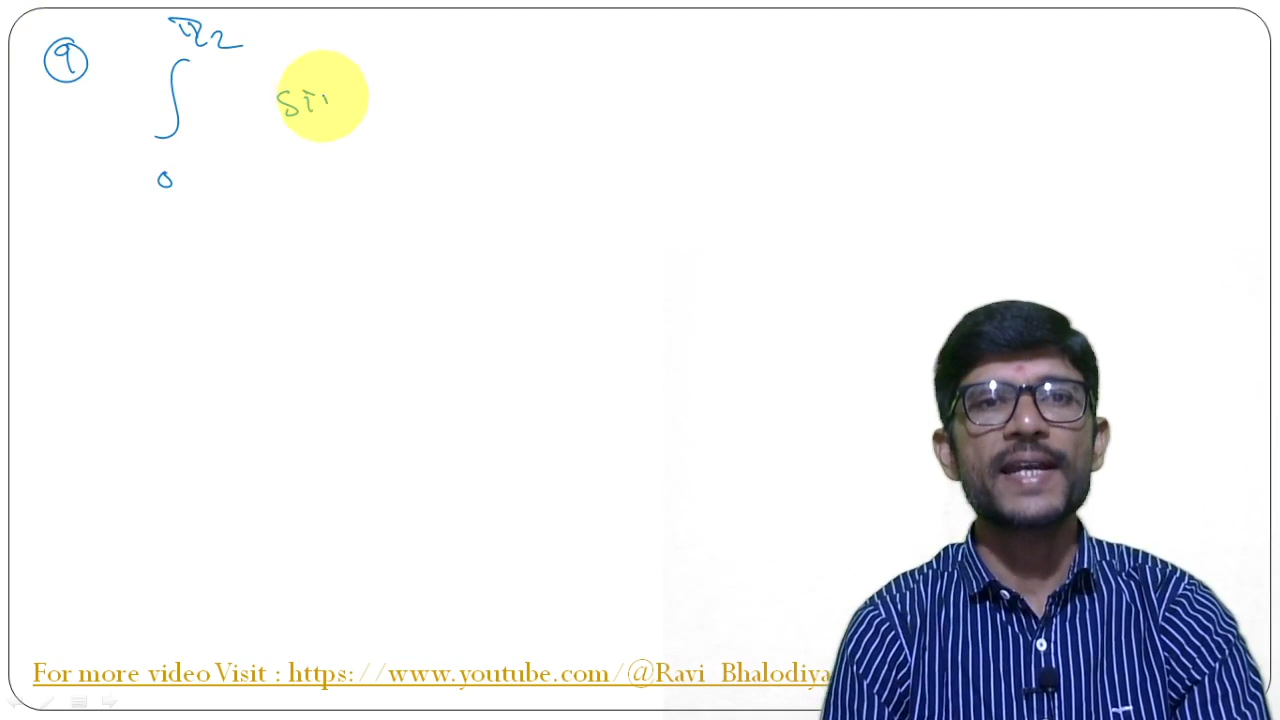 9 ∫ π/2 0 si
For more video Visit : https://www.youtube.com/@Ravi_Bhalodiya